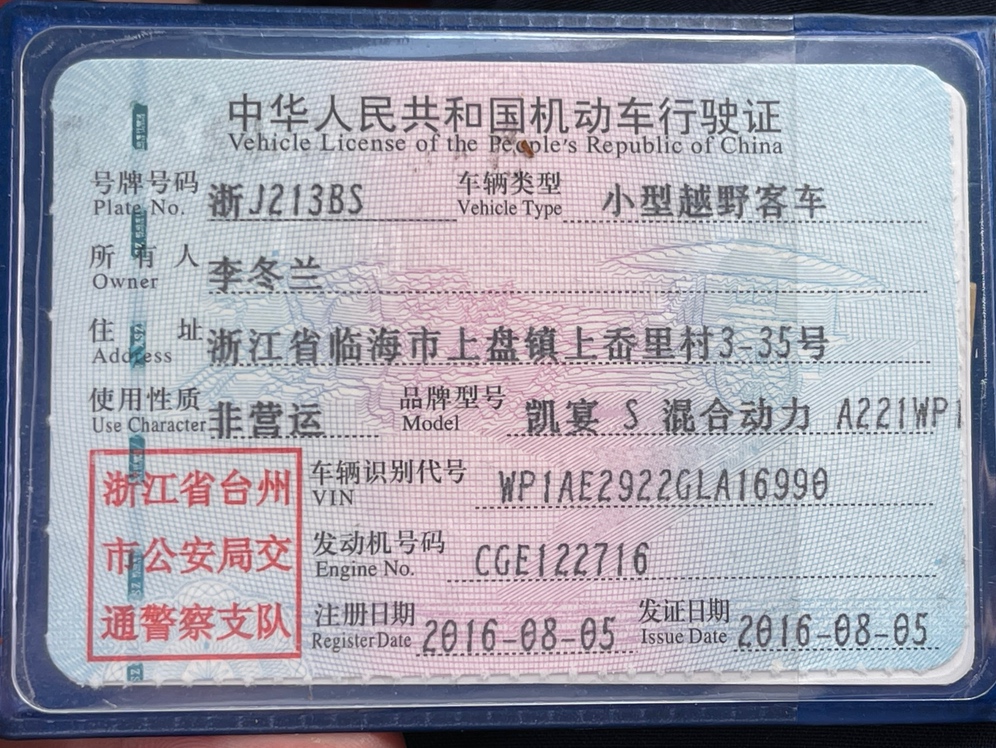 中华人民共和国机动车行驶证
Vehicle License of the People's Republic of China
号牌号码 浙J213BS 车辆类型 小型越野客车
Plate No. Vehicle Type
所有人 李冬兰
Owner
住址 浙江省临海市上盘镇上岙里村3-35号
Address
使用性质 非营运 品牌型号 凯宴 S 混合动力 A221WP1
Use Character Model
浙江省台州
市公安局交
通警察支队
车辆识别代号 WP1AE2922GLA16990
VIN
发动机号码 CGE122716
Engine No.
注册日期 2016-08-05 发证日期 2016-08-05
Register Date Issue Date